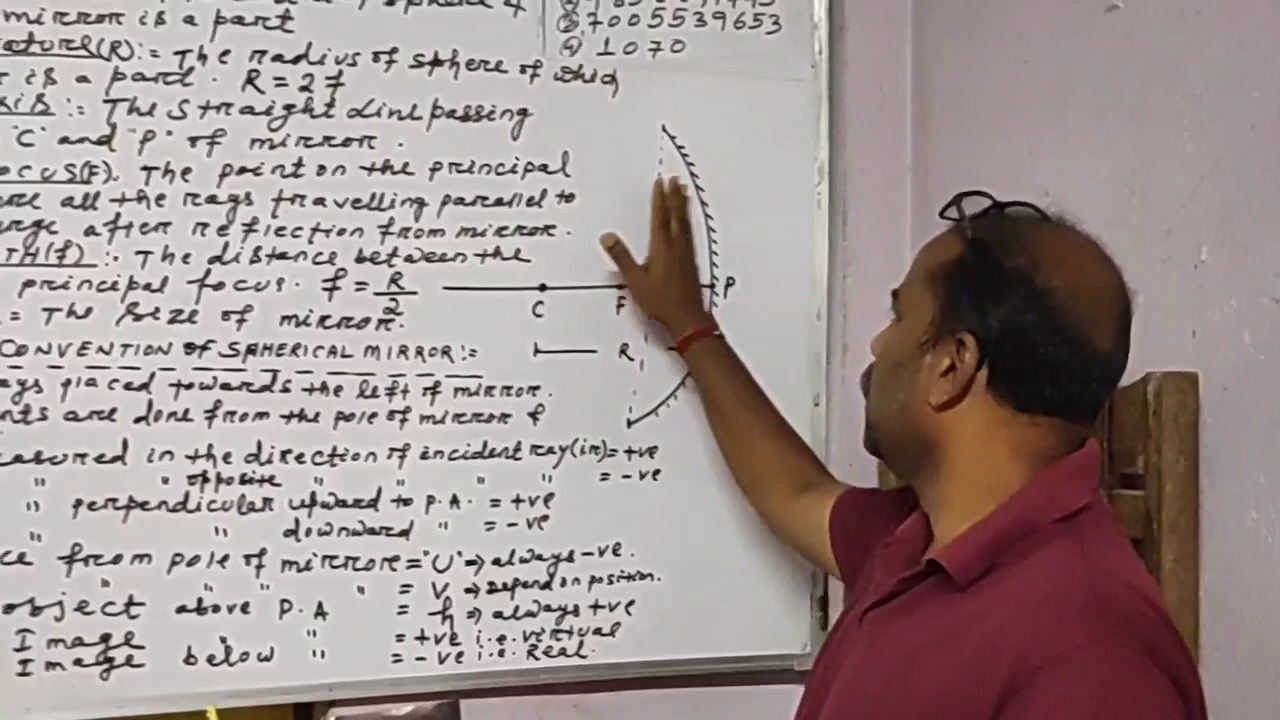 mirror is a part
③ 7005539653
④ 1070
ature(R):= The radius of sphere of which
r is a part. R = 2f
xis :- The straight line passing
"C" and "P" of mirror.
ocus(F). The point on the principal
ere all the rays travelling parallel to
erge after reflection from mirror.
TH(f) :- The distance between the
principal focus. f = R/2
= The size of mirror.
C F P
R
CONVENTION OF SPHERICAL MIRROR:=
ays placed towards the left of mirror.
nts are done from the pole of mirror &
easured in the direction of incident ray(ir)= +ve
" " opposite " " " " = -ve
" perpendicular upward to P.A. = +ve
" " downward " = -ve
ce from pole of mirror = "U" ⇒ always -ve.
" " " " = V ⇒ Depend on position.
object above P.A = h ⇒ always +ve
Image " " = +ve i.e. virtual
Image below " = -ve i.e. Real.